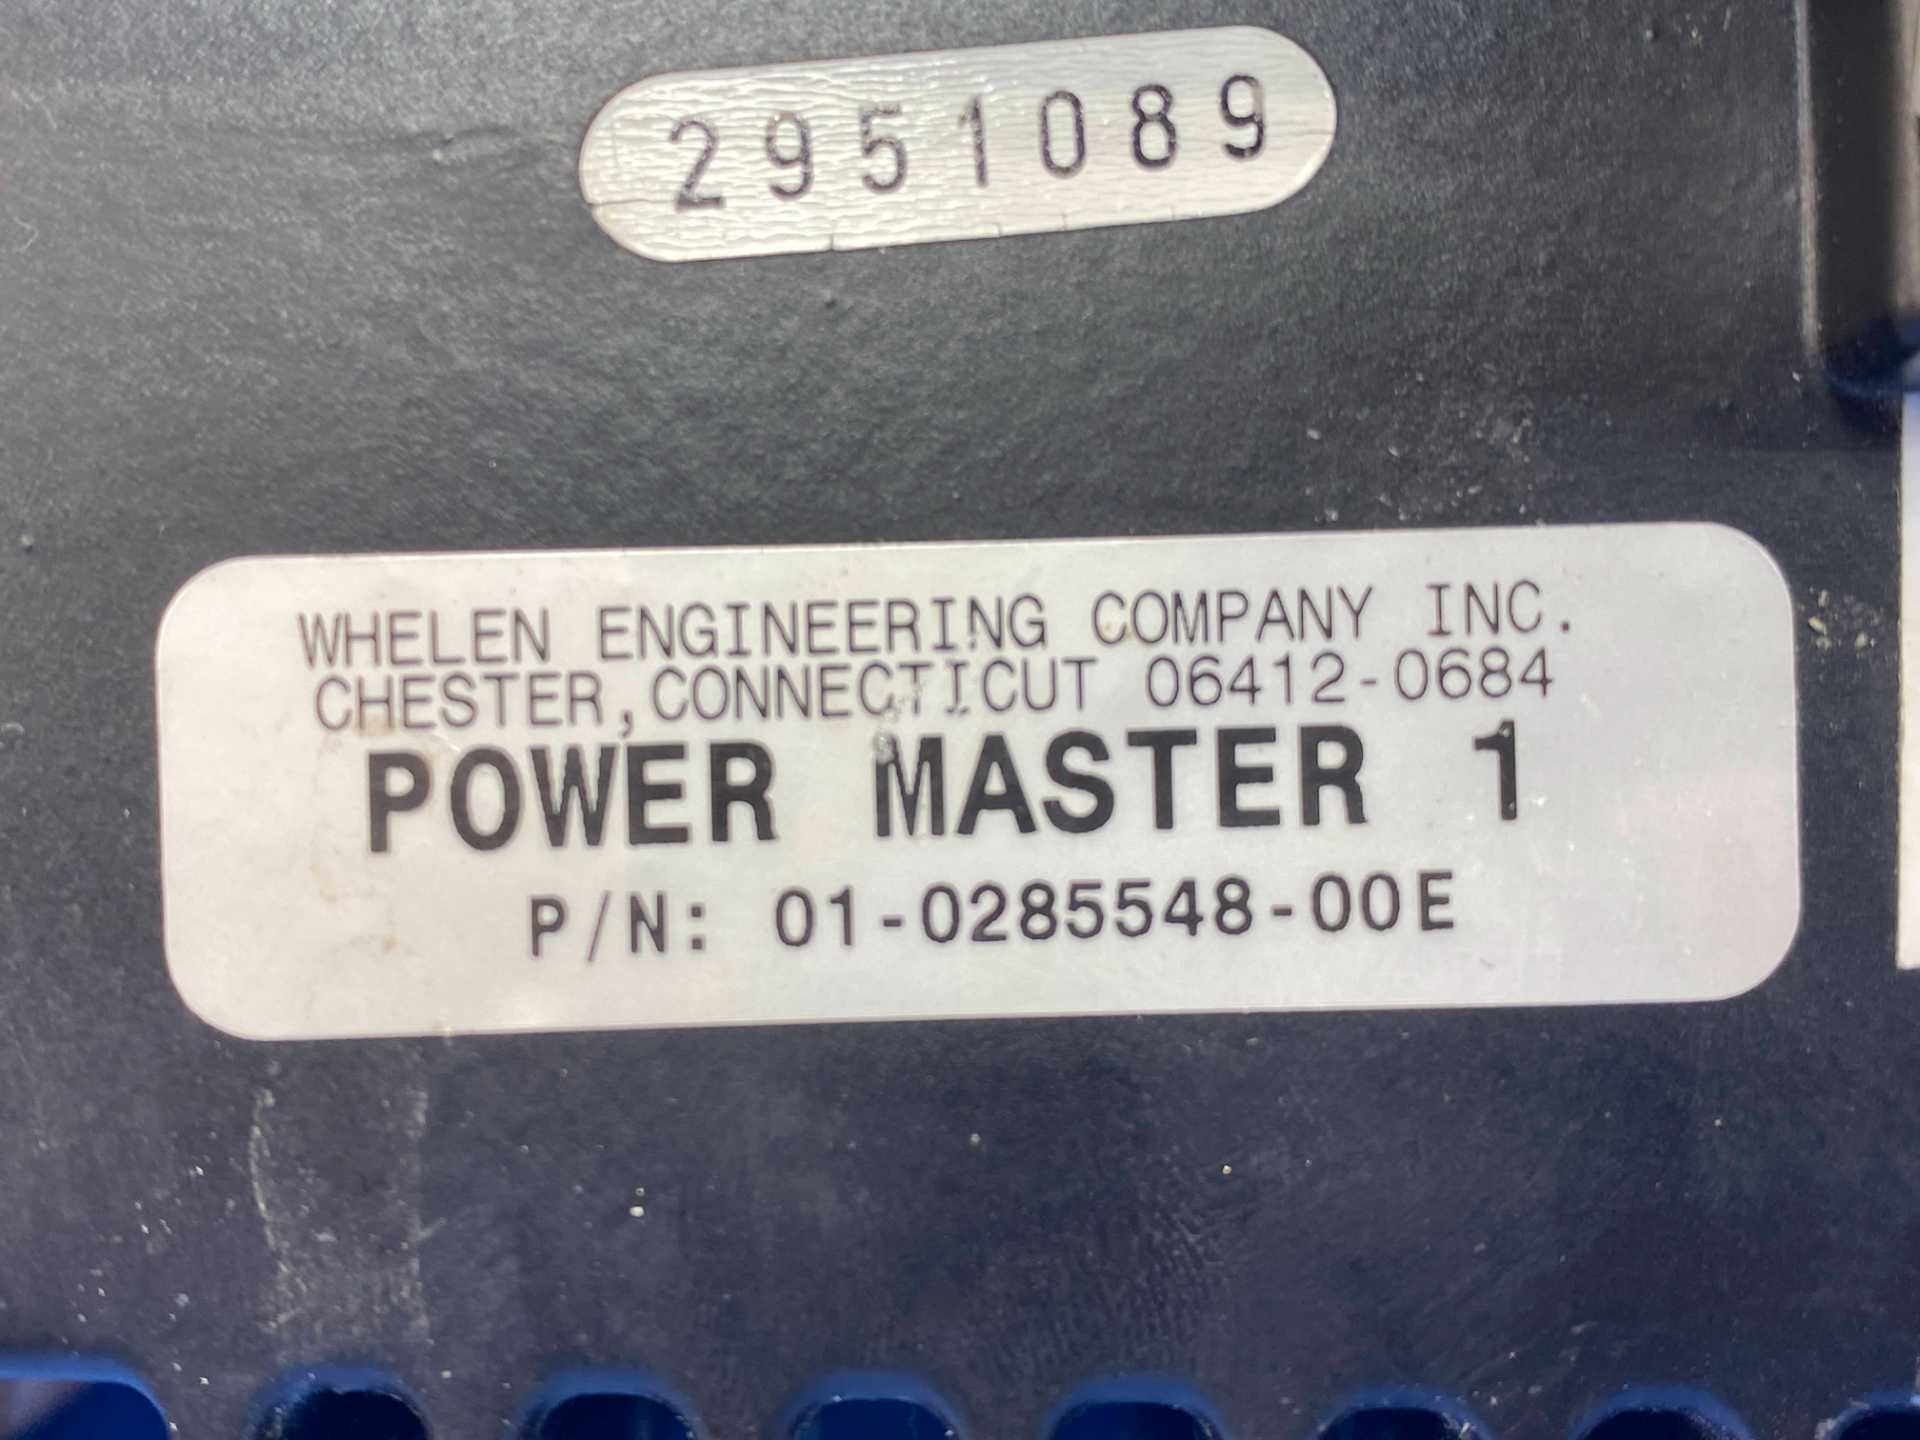 2951089
WHELEN ENGINEERING COMPANY INC.
CHESTER,CONNECTICUT 06412-0684
POWER MASTER 1
P/N: 01-0285548-00E